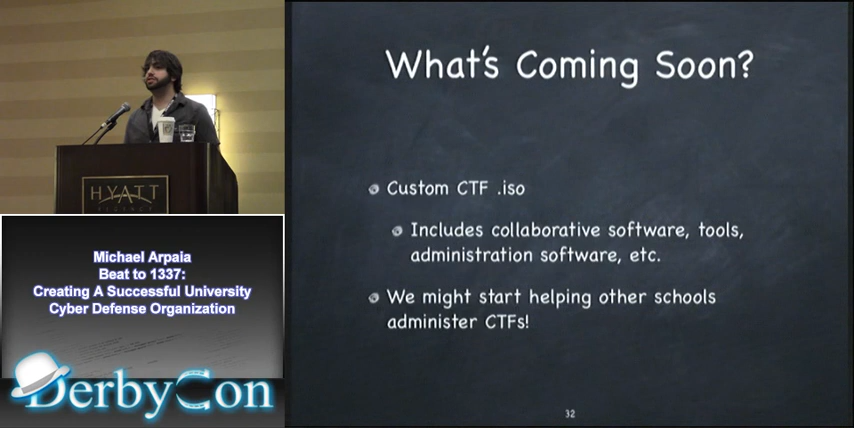 HYATT
Michael Arpaia
Beat to 1337:
Creating A Successful University
Cyber Defense Organization
DerbyCon
What's Coming Soon?
Custom CTF .iso
Includes collaborative software, tools,
administration software, etc.
We might start helping other schools
administer CTFs!
32